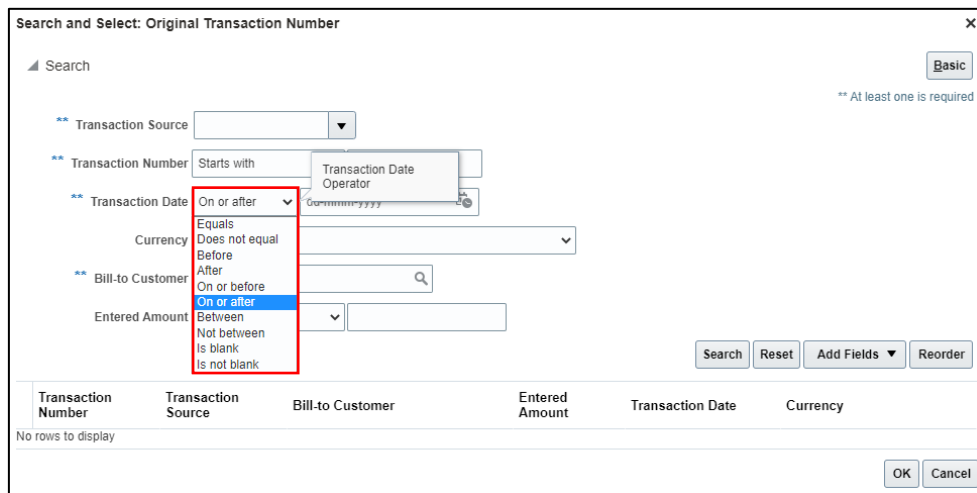 Search and Select: Original Transaction Number
Search
Basic
** At least one is required
** Transaction Source
** Transaction Number Starts with
Transaction Date
Operator
** Transaction Date On or after
Equals
Does not equal
Currency
Before
After
** Bill-to Customer
On or before
On or after
Entered Amount
Between
Not between
Is blank
Is not blank
Search Reset Add Fields Reorder
Transaction
Number
Transaction
Source
Bill-to Customer
Entered
Amount
Transaction Date
Currency
No rows to display
OK Cancel